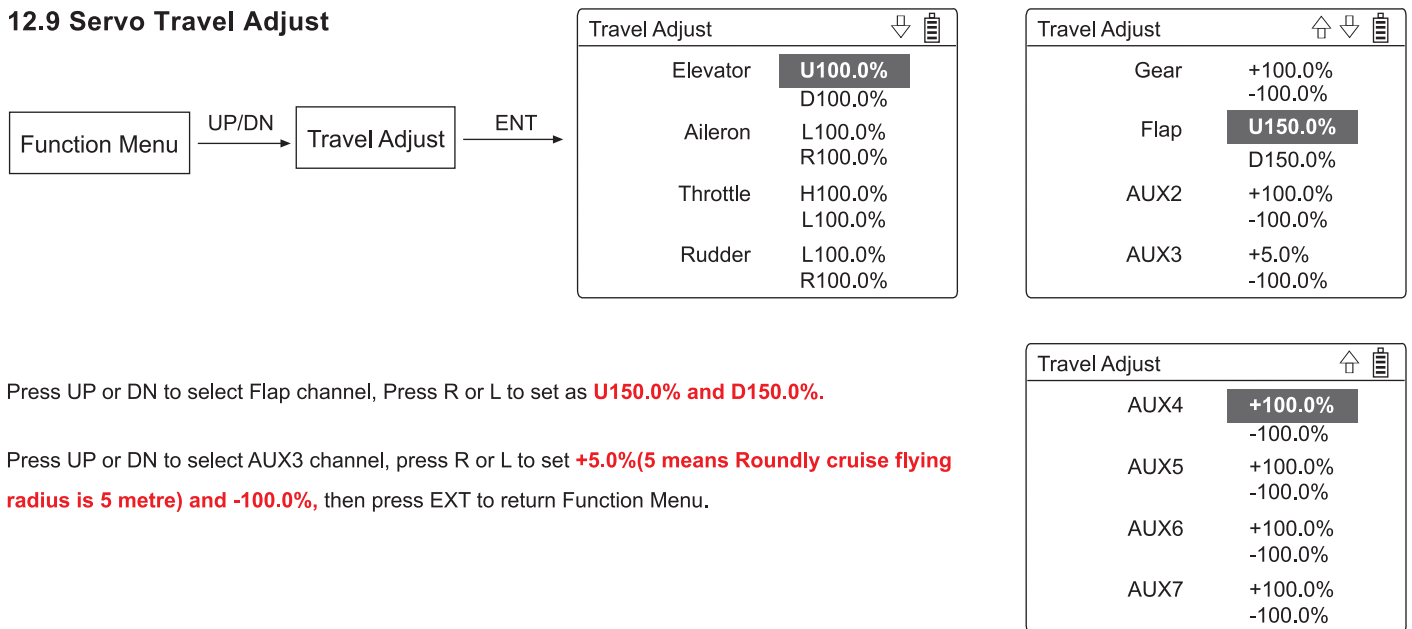 12.9 Servo Travel Adjust
Function Menu
UP/DN
Travel Adjust
ENT
Travel Adjust
Elevator U100.0%
D100.0%
Aileron L100.0%
R100.0%
Throttle H100.0%
L100.0%
Rudder L100.0%
R100.0%
Travel Adjust
Gear +100.0%
-100.0%
Flap U150.0%
D150.0%
AUX2 +100.0%
-100.0%
AUX3 +5.0%
-100.0%
Press UP or DN to select Flap channel, Press R or L to set as U150.0% and D150.0%.
Press UP or DN to select AUX3 channel, press R or L to set +5.0%(5 means Roundly cruise flying
radius is 5 metre) and -100.0%, then press EXT to return Function Menu.
Travel Adjust
AUX4 +100.0%
-100.0%
AUX5 +100.0%
-100.0%
AUX6 +100.0%
-100.0%
AUX7 +100.0%
-100.0%